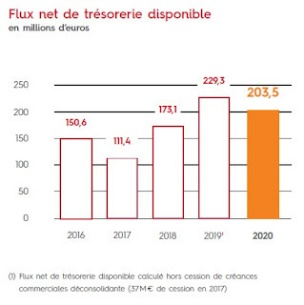 Flux net de trésorerie disponible
en millions d'euros
250
200
150
100
50
0
150,6
111,4
173,1
229,3
203,5
2016 2017 2018 2019¹ 2020
(1) Flux net de trésorerie disponible calculé hors cession de créances
commerciales déconsolidante (37M€ de cession en 2017)